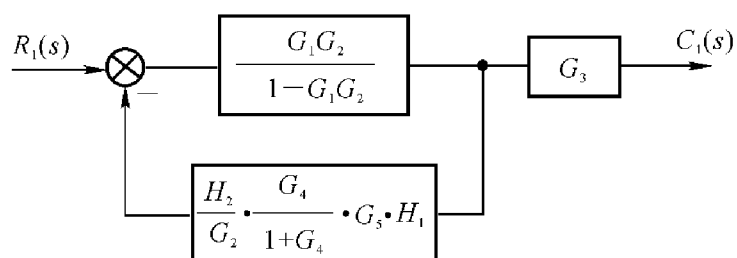 R₁(s)
−
G₁G₂
1−G₁G₂
G₃
C₁(s)
H₂/G₂ · G₄/(1+G₄) · G₅ · H₁